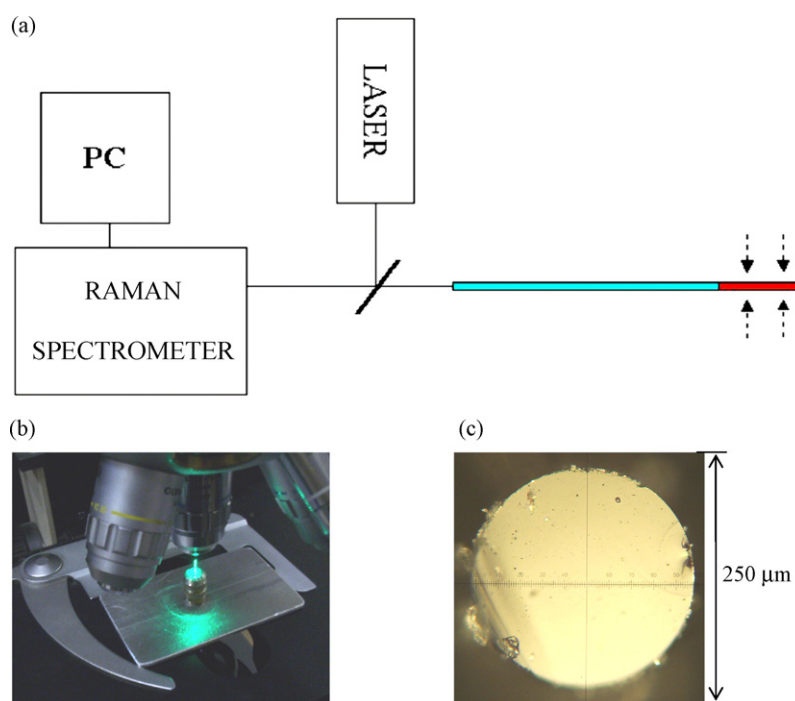 (a)
LASER
PC
RAMAN
SPECTROMETER
(b)
(c)
250 μm